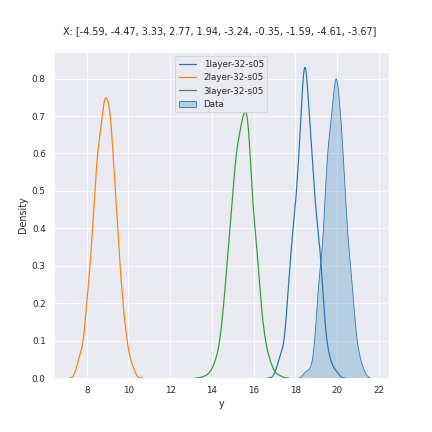 X: [-4.59, -4.47, 3.33, 2.77, 1.94, -3.24, -0.35, -1.59, -4.61, -3.67]
1layer-32-s05
2layer-32-s05
3layer-32-s05
Data
Density
0.8
0.7
0.6
0.5
0.4
0.3
0.2
0.1
0.0
8 10 12 14 16 18 20 22
y